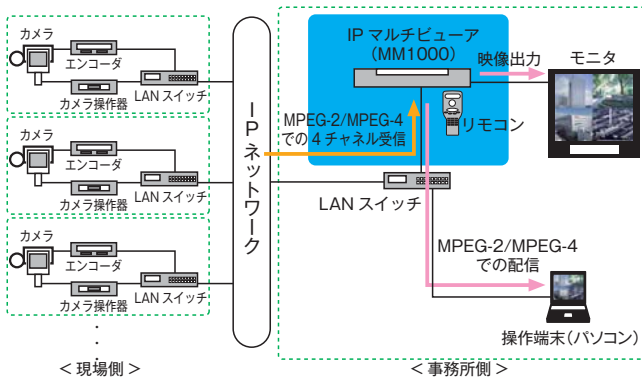 カメラ
エンコーダ
カメラ操作器
LAN スイッチ
カメラ
エンコーダ
カメラ操作器
LAN スイッチ
カメラ
エンコーダ
カメラ操作器
LAN スイッチ
・
・
・
< 現場側 >
IPネットワーク
IP マルチビューア
(MM1000)
映像出力
モニタ
リモコン
MPEG-2/MPEG-4
での 4 チャネル受信
LAN スイッチ
MPEG-2/MPEG-4
での配信
操作端末(パソコン)
< 事務所側 >